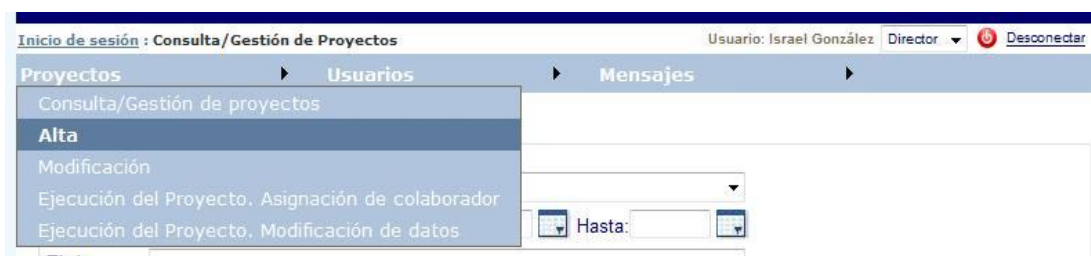 Inicio de sesión : Consulta/Gestión de Proyectos Usuario: Israel González Director Desconectar
Proyectos Usuarios Mensajes
Consulta/Gestión de proyectos
Alta
Modificación
Ejecución del Proyecto. Asignación de colaborador
Ejecución del Proyecto. Modificación de datos
Hasta: